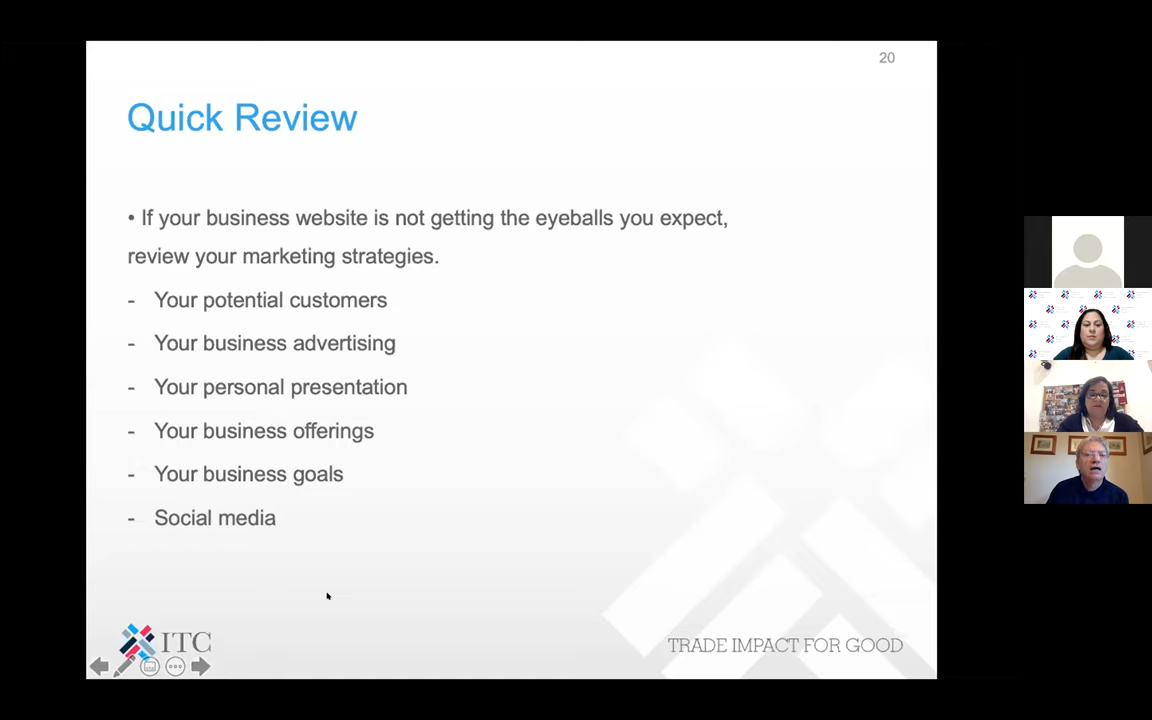 20
Quick Review
• If your business website is not getting the eyeballs you expect,
review your marketing strategies.
- Your potential customers
- Your business advertising
- Your personal presentation
- Your business offerings
- Your business goals
- Social media
ITC
TRADE IMPACT FOR GOOD